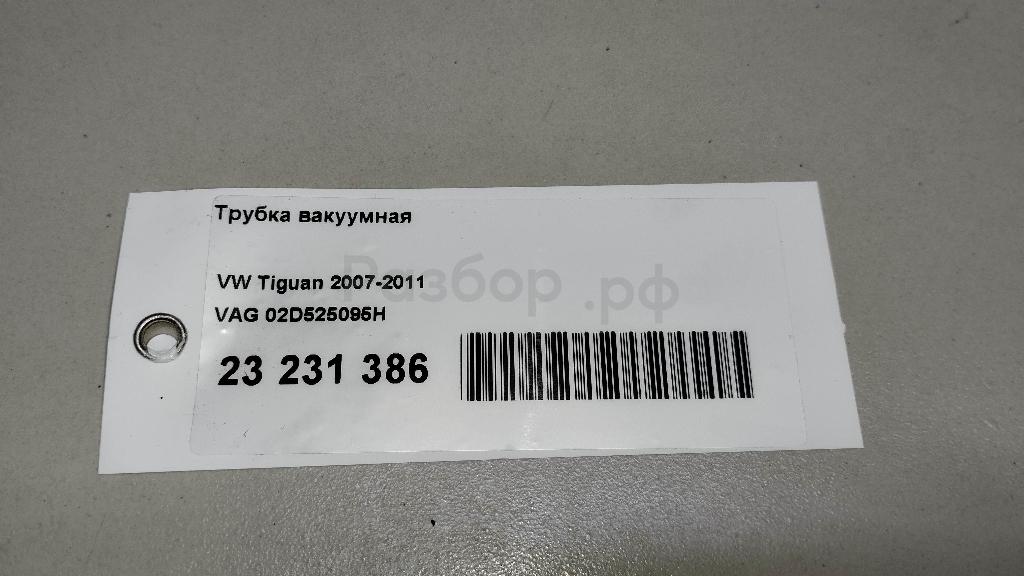 Трубка вакуумная
VW Tiguan 2007-2011
Разбор.рф
VAG 02D525095H
23 231 386